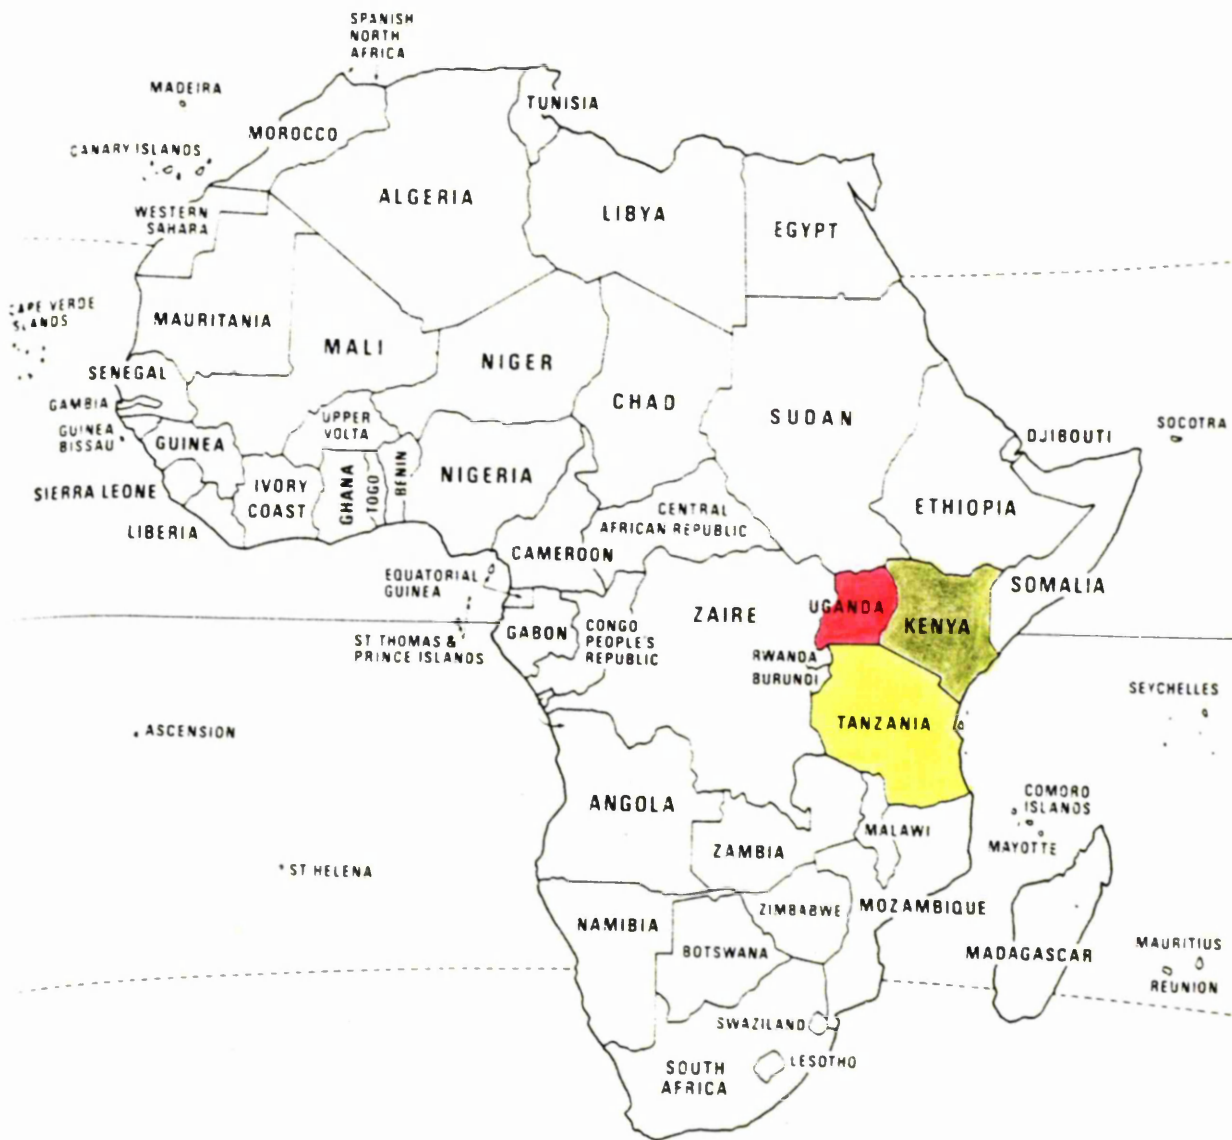 SPANISH
NORTH
AFRICA
MADEIRA
TUNISIA
MOROCCO
CANARY ISLANDS
ALGERIA
LIBYA
EGYPT
WESTERN
SAHARA
CAPE VERDE
ISLANDS
MAURITANIA
MALI
NIGER
CHAD
SUDAN
SENEGAL
GAMBIA
GUINEA
BISSAU
GUINEA
UPPER
VOLTA
NIGERIA
DJIBOUTI
SOCOTRA
SIERRA LEONE
IVORY
COAST
GHANA
TOGO
BENIN
LIBERIA
CENTRAL
AFRICAN REPUBLIC
ETHIOPIA
CAMEROON
EQUATORIAL
GUINEA
UGANDA
KENYA
SOMALIA
ZAIRE
GABON
CONGO
PEOPLE'S
REPUBLIC
ST THOMAS &
PRINCE ISLANDS
RWANDA
BURUNDI
TANZANIA
SEYCHELLES
ASCENSION
ANGOLA
ZAMBIA
MALAWI
COMORO
ISLANDS
MAYOTTE
ST HELENA
NAMIBIA
ZIMBABWE
MOZAMBIQUE
BOTSWANA
MADAGASCAR
MAURITIUS
REUNION
SWAZILAND
LESOTHO
SOUTH
AFRICA